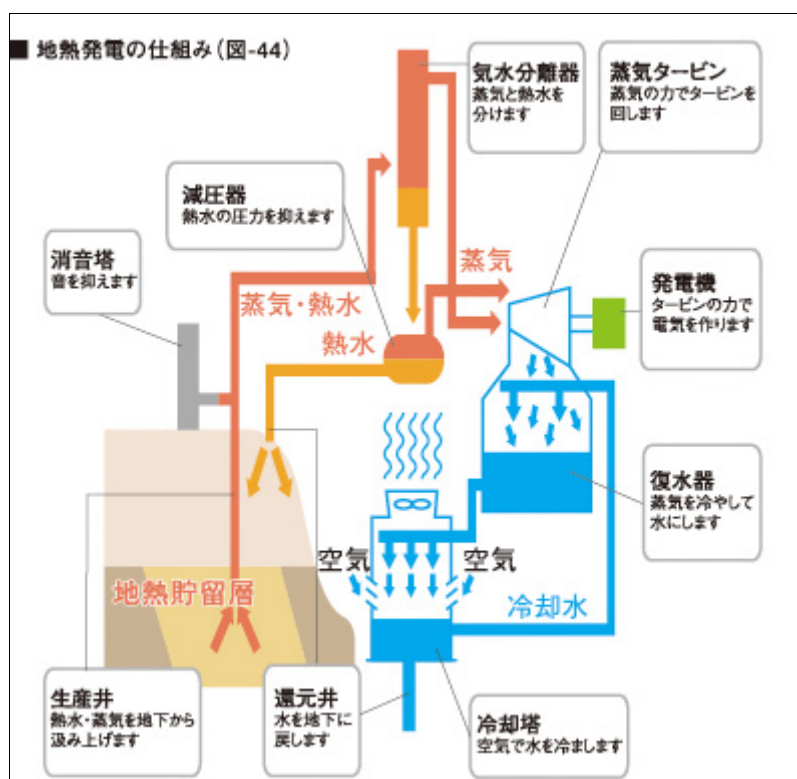 ■ 地熱発電の仕組み(図-44)
気水分離器
蒸気と熱水を
分けます
蒸気タービン
蒸気の力でタービンを
回します
減圧器
熱水の圧力を抑えます
消音塔
音を抑えます
蒸気
蒸気・熱水
熱水
発電機
タービンの力で
電気を作ります
復水器
蒸気を冷やして
水にします
空気
空気
地熱貯留層
冷却水
生産井
熱水・蒸気を地下から
汲み上げます
還元井
水を地下に
戻します
冷却塔
空気で水を冷まします